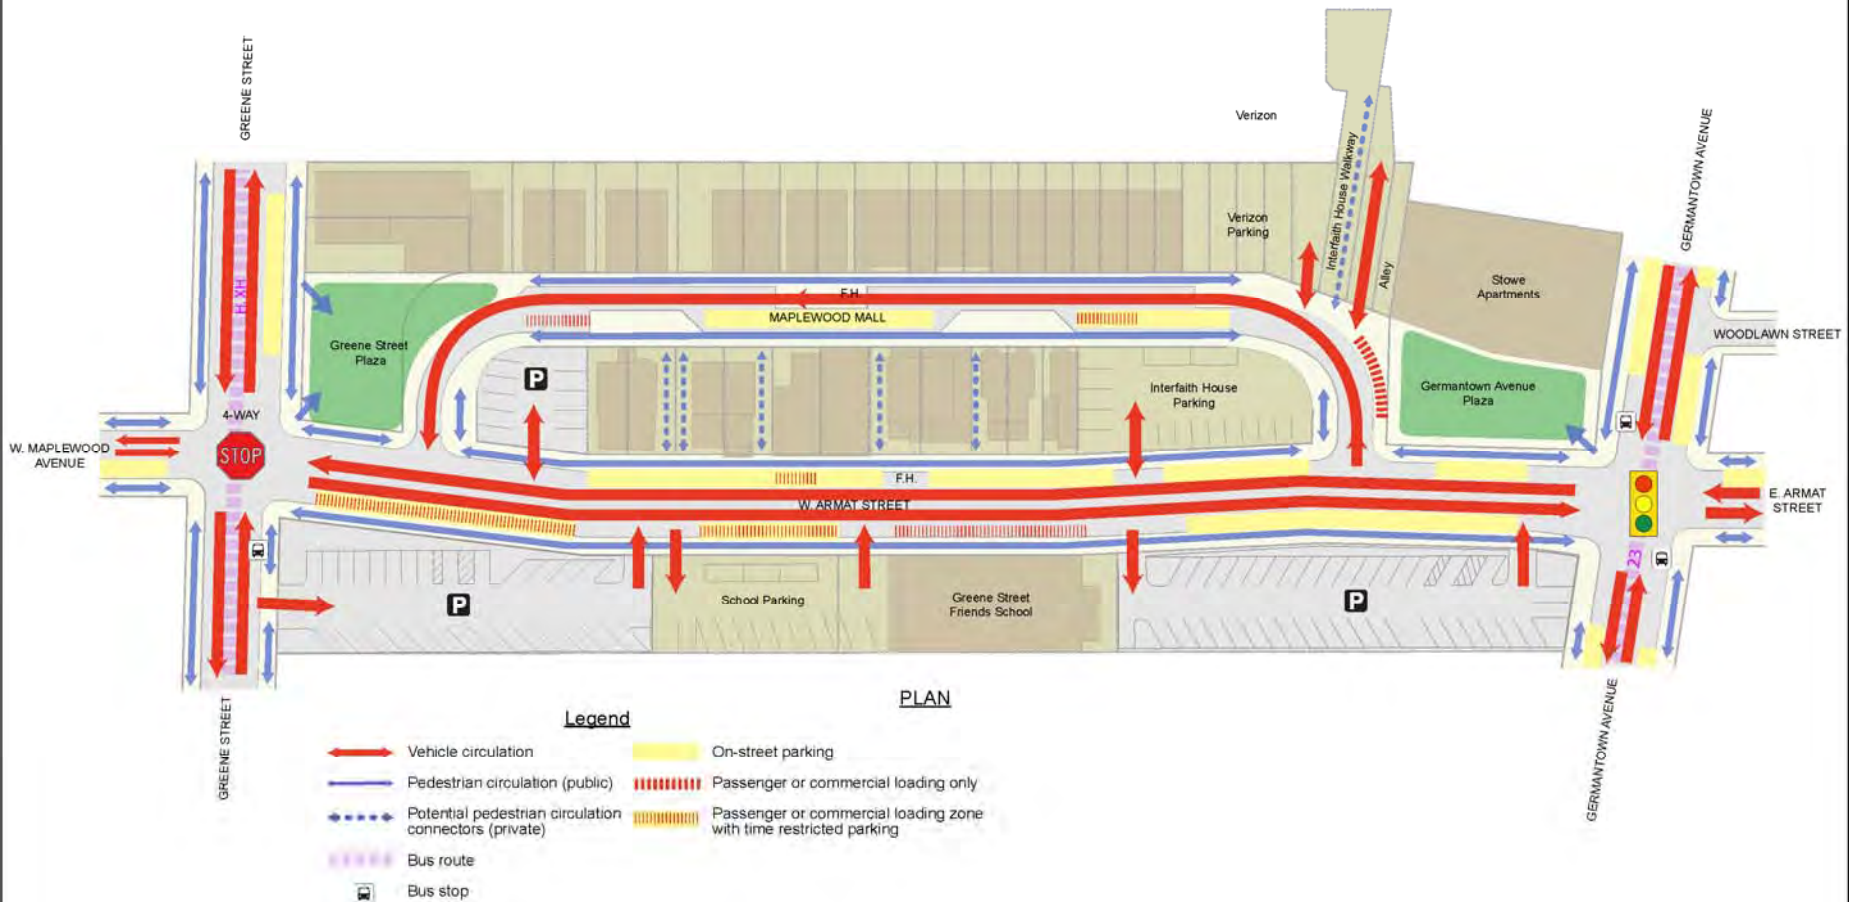 GREENE STREET
Verizon
Interfaith House Walkway
GERMANTOWN AVENUE
Verizon
Parking
Alley
Stowe
Apartments
H, XH
F.H.
MAPLEWOOD MALL
WOODLAWN STREET
Greene Street
Plaza
P
Interfaith House
Parking
Germantown Avenue
Plaza
4-WAY
STOP
W. MAPLEWOOD
AVENUE
F.H.
W. ARMAT STREET
E. ARMAT
STREET
23
P
School Parking
Greene Street
Friends School
P
GREENE STREET
GERMANTOWN AVENUE
PLAN
Legend
Vehicle circulation
On-street parking
Pedestrian circulation (public)
Passenger or commercial loading only
Potential pedestrian circulation
connectors (private)
Passenger or commercial loading zone
with time restricted parking
Bus route
Bus stop